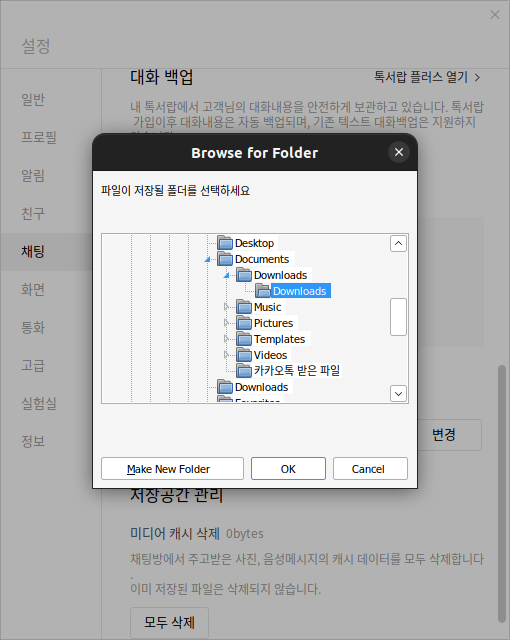 설정
일반
프로필
알림
친구
채팅
화면
통화
고급
실험실
정보
대화 백업
톡서랍 플러스 열기 >
내 톡서랍에서 고객님의 대화내용을 안전하게 보관하고 있습니다. 톡서랍
가입이후 대화내용은 자동 백업되며, 기존 텍스트 대화백업은 지원하지
Browse for Folder
파일이 저장될 폴더를 선택하세요
Desktop
Documents
Downloads
Downloads
Music
Pictures
Templates
Videos
카카오톡 받은 파일
Downloads
Favorites
Make New Folder
OK
Cancel
변경
저장공간 관리
미디어 캐시 삭제 0bytes
채팅방에서 주고받은 사진, 음성메시지의 캐시 데이터를 모두 삭제합니다
.
이미 저장된 파일은 삭제되지 않습니다.
모두 삭제